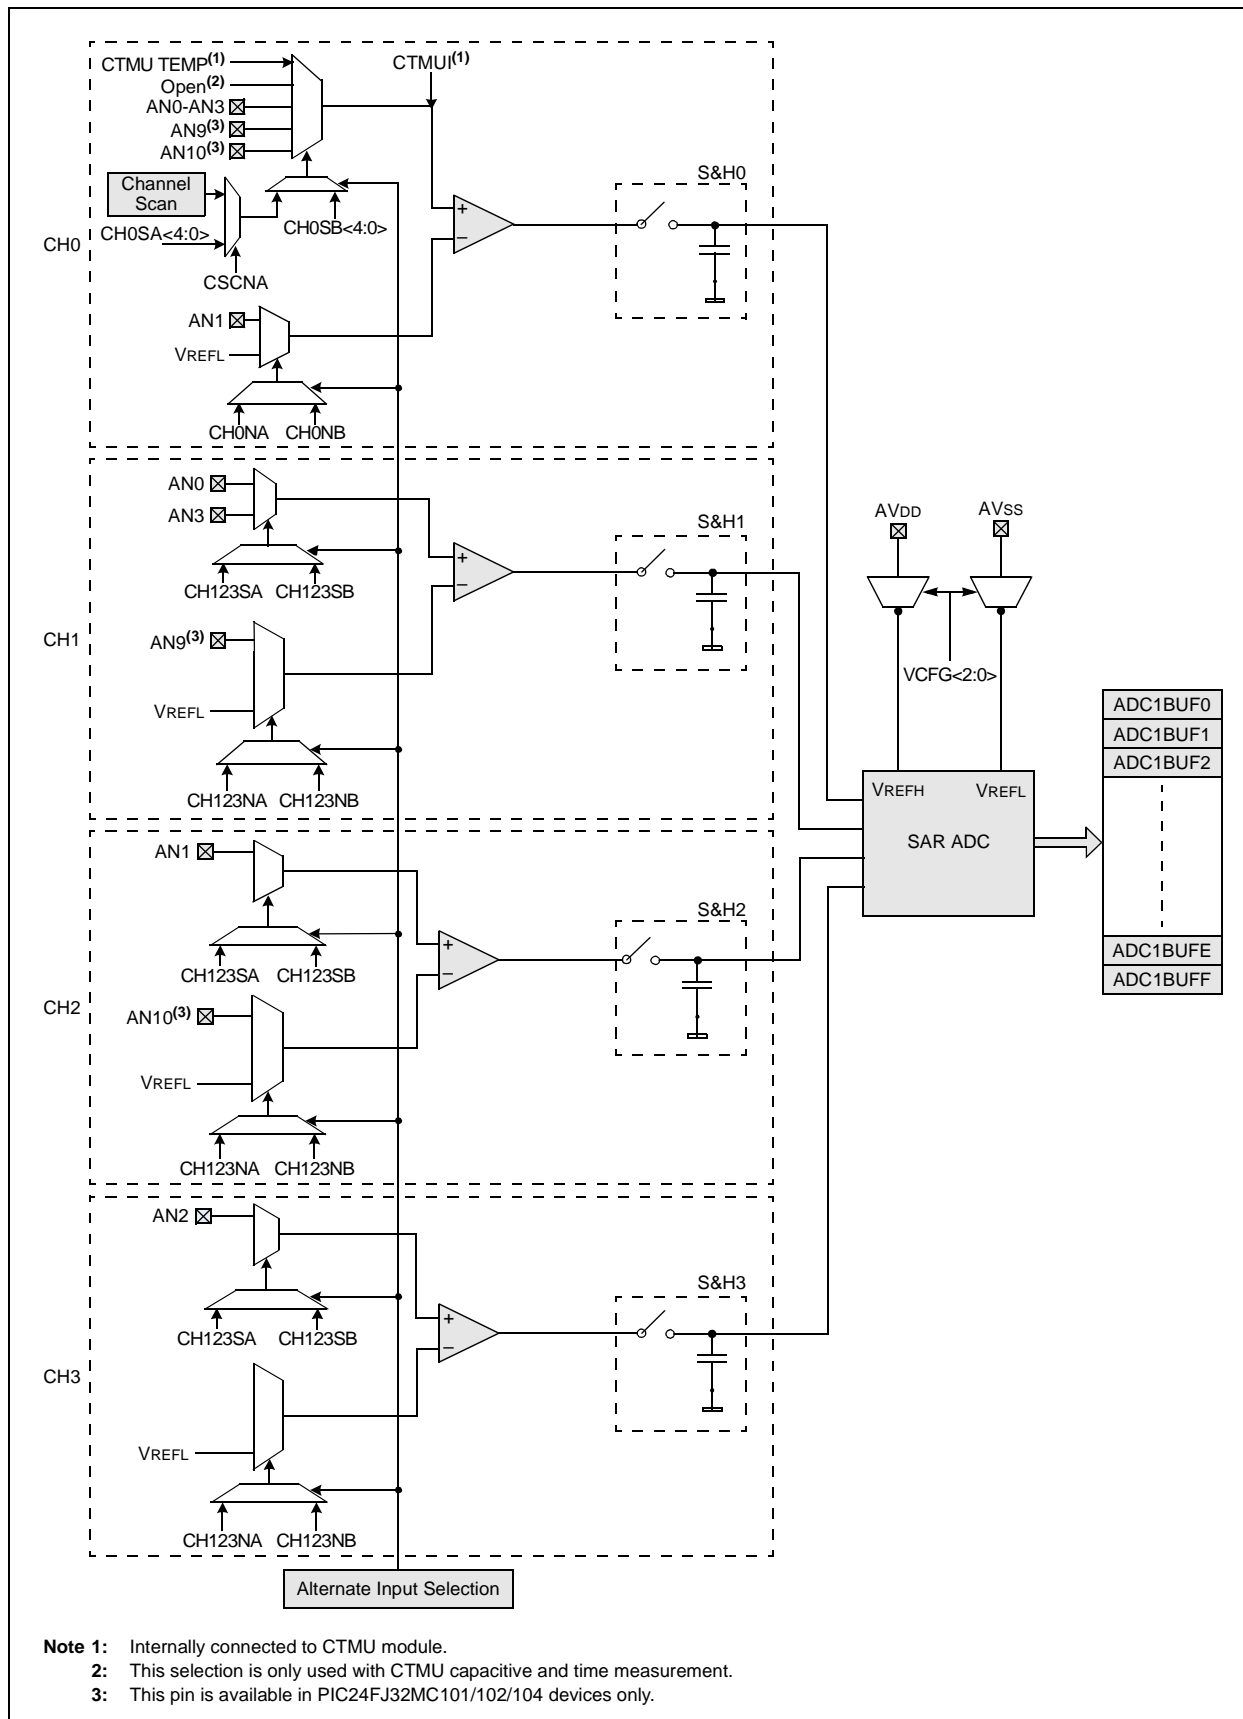 CTMU TEMP(1)
Open(2)
AN0-AN3
AN9(3)
AN10(3)
CTMUI(1)
Channel
Scan
CH0SA<4:0>
CH0SB<4:0>
CSCNA
CH0
+
−
S&H0
AN1
VREFL
CH0NA CH0NB
AN0
AN3
CH123SA CH123SB
+
−
S&H1
CH1
AN9(3)
VREFL
CH123NA CH123NB
AVDD
AVSS
VCFG<2:0>
VREFH VREFL
SAR ADC
ADC1BUF0
ADC1BUF1
ADC1BUF2
ADC1BUFE
ADC1BUFF
AN1
CH123SA CH123SB
+
−
S&H2
CH2
AN10(3)
VREFL
CH123NA CH123NB
AN2
CH123SA CH123SB
+
−
S&H3
CH3
VREFL
CH123NA CH123NB
Alternate Input Selection
Note 1: Internally connected to CTMU module.
2: This selection is only used with CTMU capacitive and time measurement.
3: This pin is available in PIC24FJ32MC101/102/104 devices only.